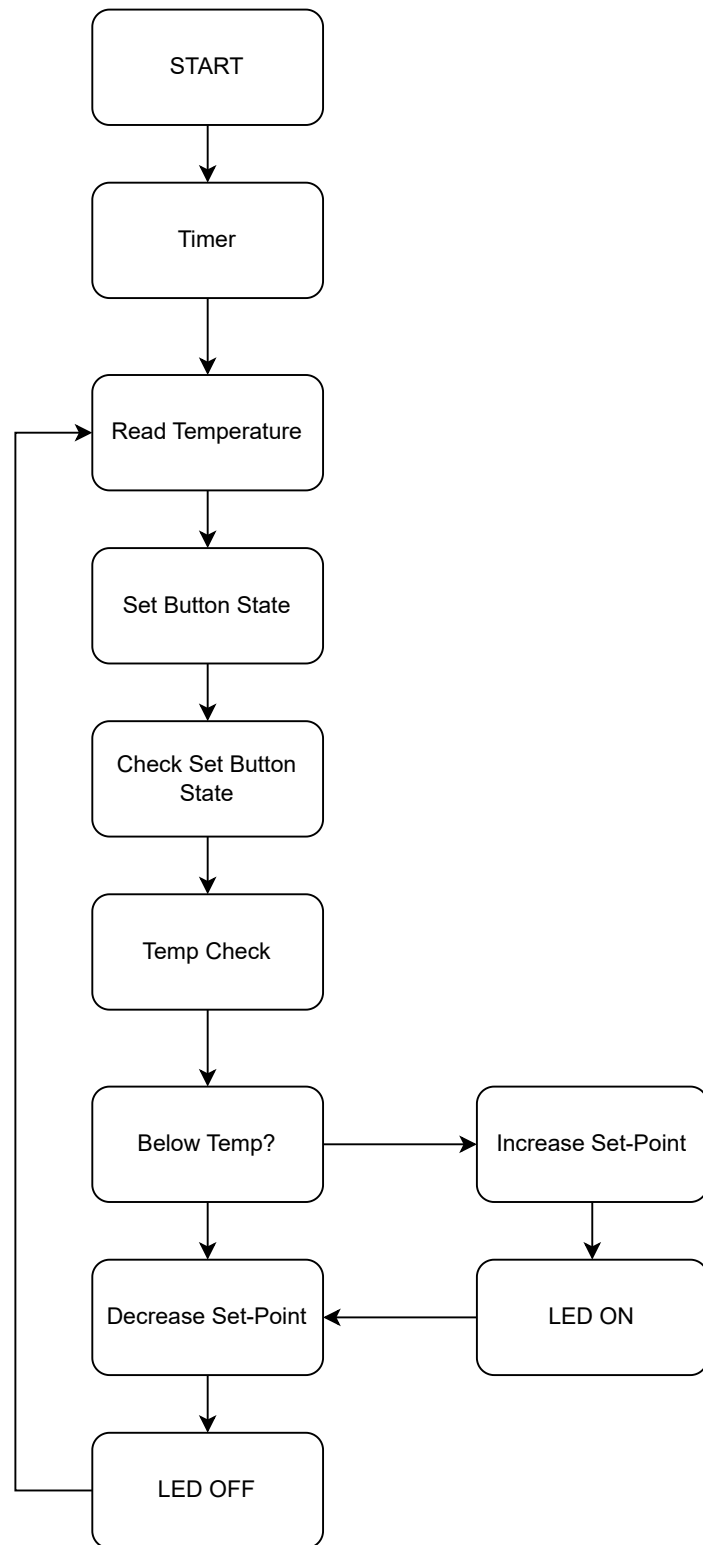 START
Timer
Read Temperature
Set Button State
Check Set Button
State
Temp Check
Below Temp?
Increase Set-Point
Decrease Set-Point
LED ON
LED OFF